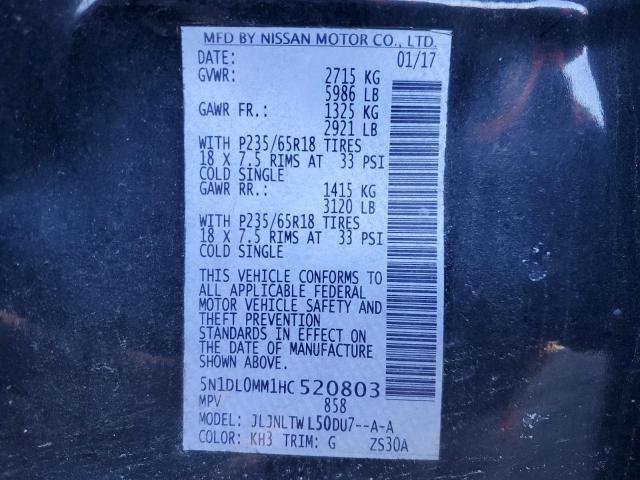 MFD BY NISSAN MOTOR CO., LTD.
DATE: 01/17
GVWR: 2715 KG
5986 LB
GAWR FR.: 1325 KG
2921 LB
WITH P235/65R18 TIRES
18 X 7.5 RIMS AT 33 PSI
COLD SINGLE
GAWR RR.: 1415 KG
3120 LB
WITH P235/65R18 TIRES
18 X 7.5 RIMS AT 33 PSI
COLD SINGLE
THIS VEHICLE CONFORMS TO
ALL APPLICABLE FEDERAL
MOTOR VEHICLE SAFETY AND
THEFT PREVENTION
STANDARDS IN EFFECT ON
THE DATE OF MANUFACTURE
SHOWN ABOVE.
5N1DL0MM1HC 520803
MPV 858
MODEL: JLJNLTW L50DU7--A-A
COLOR: KH3 TRIM: G ZS30A